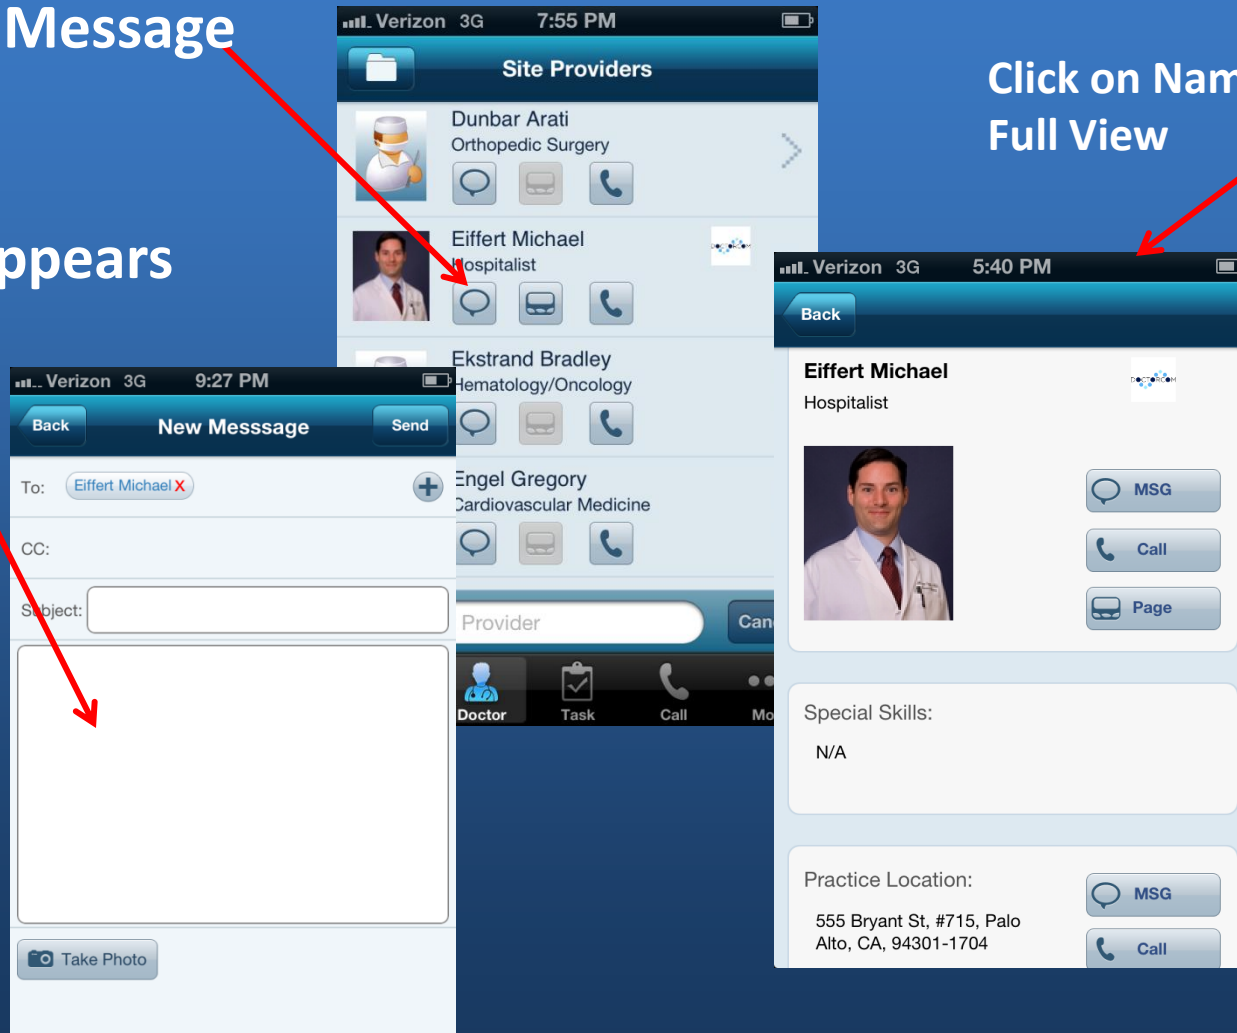 Message
Click on Nam
Full View
ppears
Verizon 3G 7:55 PM
Site Providers
Dunbar Arati
Orthopedic Surgery
Eiffert Michael
Hospitalist
DOCTORCOM
Ekstrand Bradley
Hematology/Oncology
Engel Gregory
Cardiovascular Medicine
Provider
Can
Doctor Task Call Mo
Verizon 3G 9:27 PM
Back New Messsage Send
To: Eiffert Michael X
CC:
Subject:
Take Photo
Verizon 3G 5:40 PM
Back
Eiffert Michael
Hospitalist
DOCTORCOM
MSG
Call
Page
Special Skills:
N/A
Practice Location:
555 Bryant St, #715, Palo
Alto, CA, 94301-1704
MSG
Call